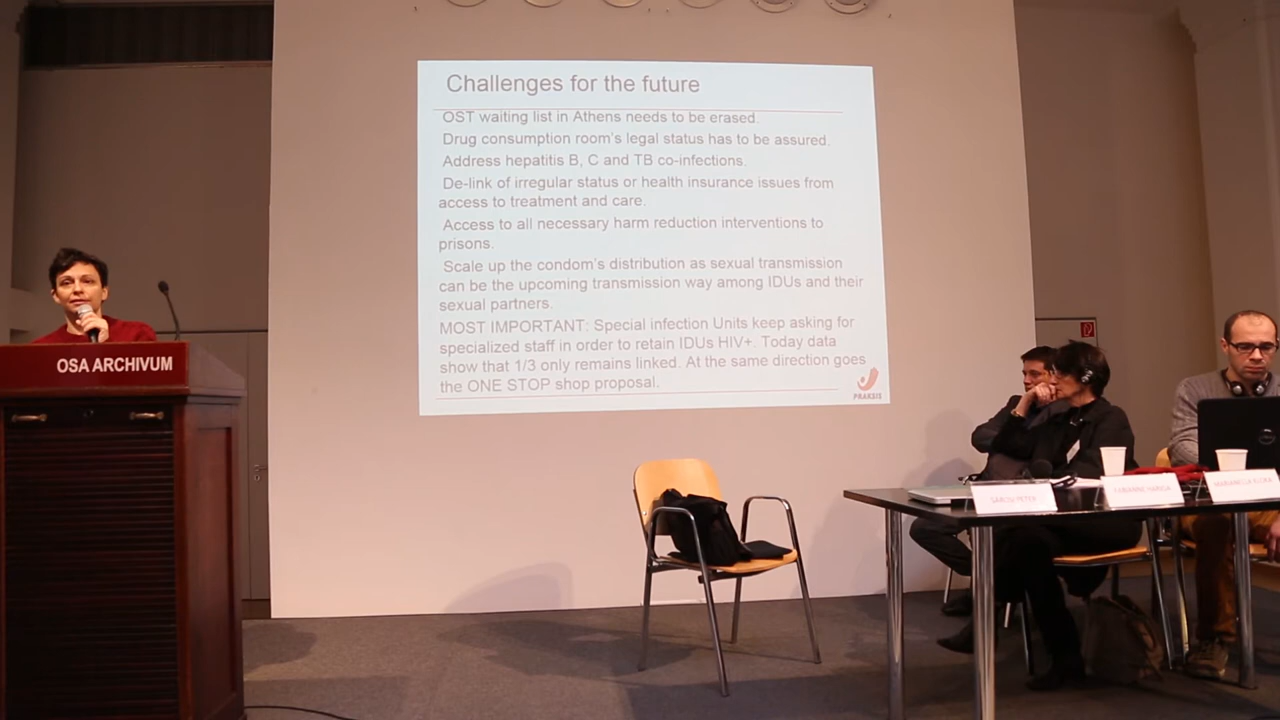 Challenges for the future
OST waiting list in Athens needs to be erased.
Drug consumption room's legal status has to be assured.
Address hepatitis B, C and TB co-infections.
De-link of irregular status or health insurance issues from
access to treatment and care.
Access to all necessary harm reduction interventions to
prisons.
Scale up the condom's distribution as sexual transmission
can be the upcoming transmission way among IDUs and their
sexual partners.
MOST IMPORTANT: Special infection Units keep asking for
specialized staff in order to retain IDUs HIV+. Today data
show that 1/3 only remains linked. At the same direction goes
the ONE STOP shop proposal.
PRAKSIS
OSA ARCHIVUM